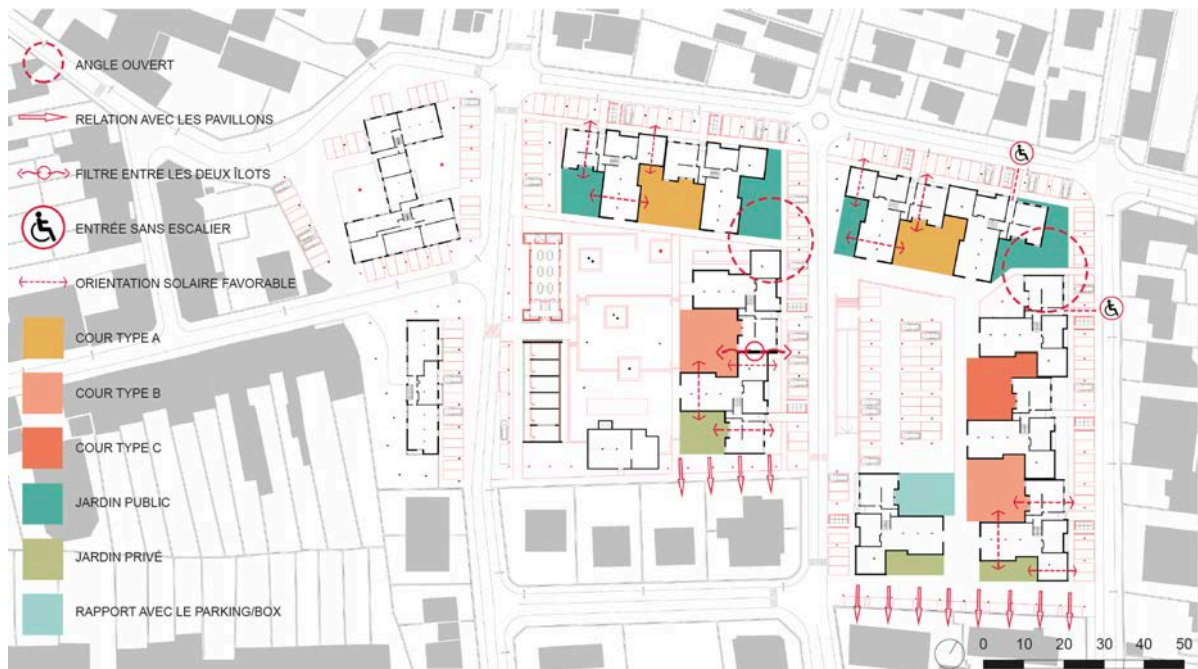 ANGLE OUVERT
RELATION AVEC LES PAVILLONS
FILTRE ENTRE LES DEUX ÎLOTS
ENTRÉE SANS ESCALIER
ORIENTATION SOLAIRE FAVORABLE
COUR TYPE A
COUR TYPE B
COUR TYPE C
JARDIN PUBLIC
JARDIN PRIVÉ
RAPPORT AVEC LE PARKING/BOX
0 10 20 30 40 50